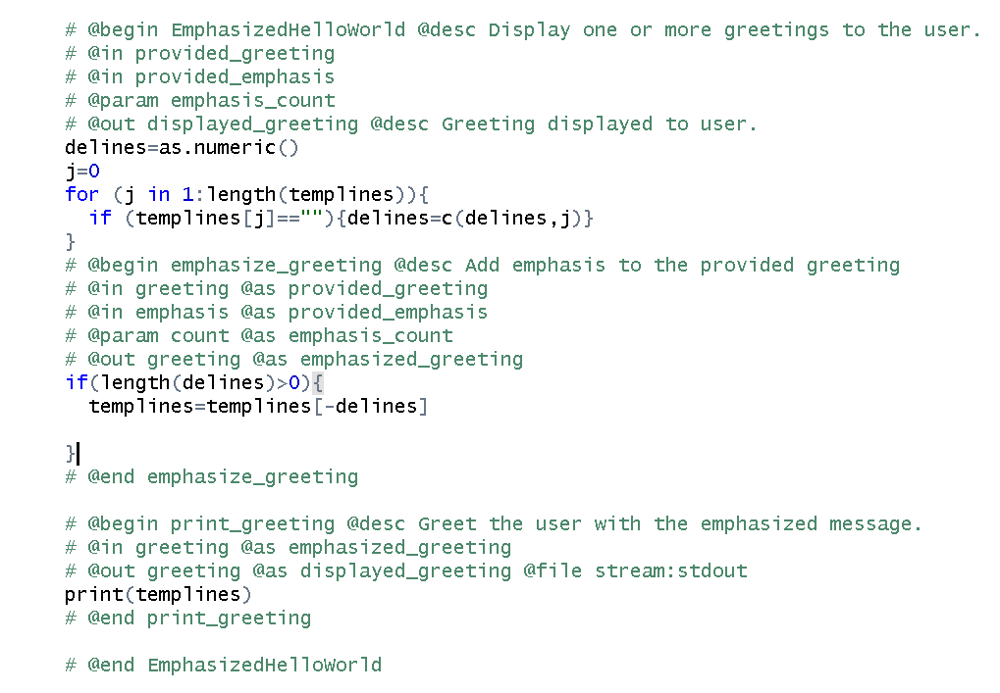 # @begin EmphasizedHelloWorld @desc Display one or more greetings to the user.
# @in provided_greeting
# @in provided_emphasis
# @param emphasis_count
# @out displayed_greeting @desc Greeting displayed to user.
delines=as.numeric()
j=0
for (j in 1:length(templines)){
  if (templines[j]==""){delines=c(delines,j)}
}
# @begin emphasize_greeting @desc Add emphasis to the provided greeting
# @in greeting @as provided_greeting
# @in emphasis @as provided_emphasis
# @param count @as emphasis_count
# @out greeting @as emphasized_greeting
if(length(delines)>0){
  templines=templines[-delines]
}
# @end emphasize_greeting
# @begin print_greeting @desc Greet the user with the emphasized message.
# @in greeting @as emphasized_greeting
# @out greeting @as displayed_greeting @file stream:stdout
print(templines)
# @end print_greeting
# @end EmphasizedHelloWorld